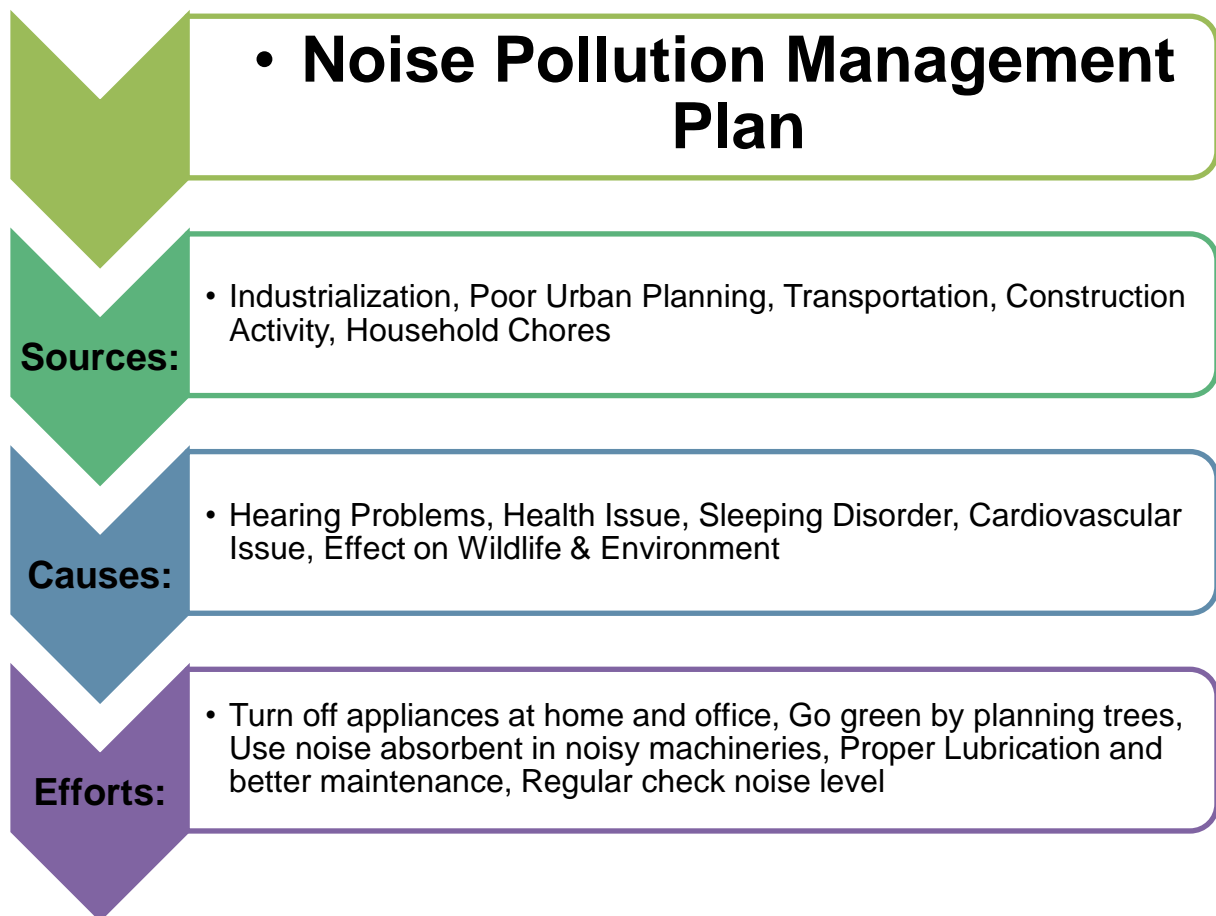 • Noise Pollution Management
Plan
Sources:
• Industrialization, Poor Urban Planning, Transportation, Construction
Activity, Household Chores
Causes:
• Hearing Problems, Health Issue, Sleeping Disorder, Cardiovascular
Issue, Effect on Wildlife & Environment
Efforts:
• Turn off appliances at home and office, Go green by planning trees,
Use noise absorbent in noisy machineries, Proper Lubrication and
better maintenance, Regular check noise level